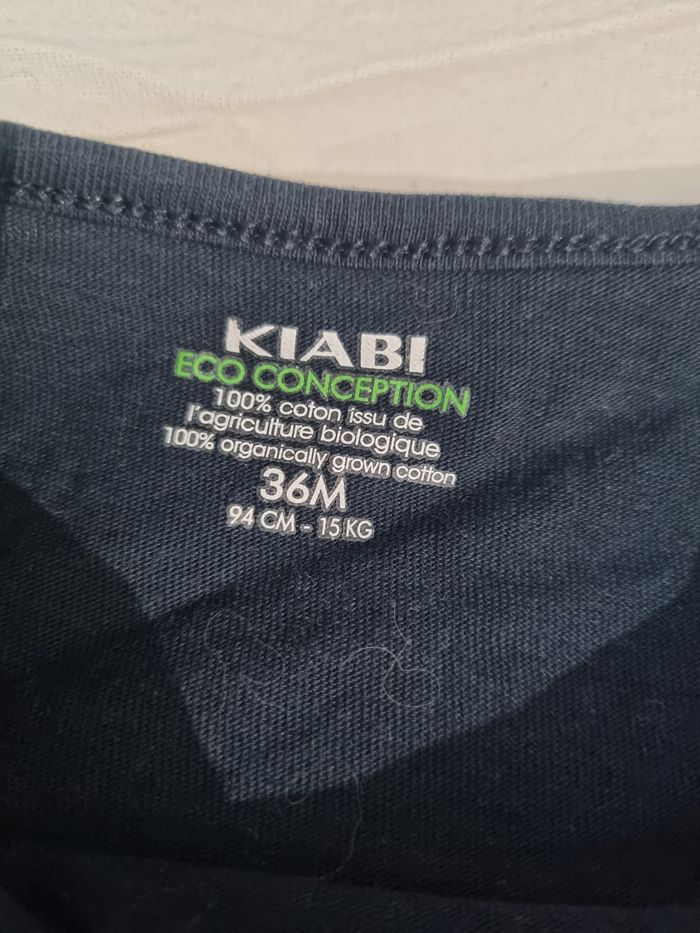 KIABI
ECO CONCEPTION
100% coton issu de
l'agriculture biologique
100% organically grown cotton
36M
94 CM - 15 KG